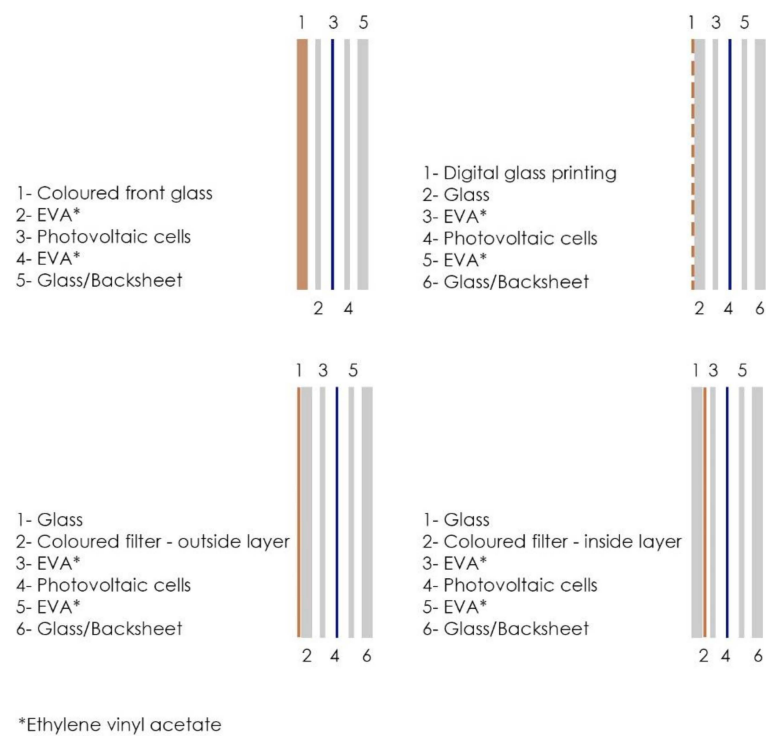 1 3 5
1- Coloured front glass
2- EVA*
3- Photovoltaic cells
4- EVA*
5- Glass/Backsheet
2 4
1 3 5
1- Digital glass printing
2- Glass
3- EVA*
4- Photovoltaic cells
5- EVA*
6- Glass/Backsheet
2 4 6
1 3 5
1- Glass
2- Coloured filter - outside layer
3- EVA*
4- Photovoltaic cells
5- EVA*
6- Glass/Backsheet
2 4 6
1 3 5
1- Glass
2- Coloured filter - inside layer
3- EVA*
4- Photovoltaic cells
5- EVA*
6- Glass/Backsheet
2 4 6
*Ethylene vinyl acetate